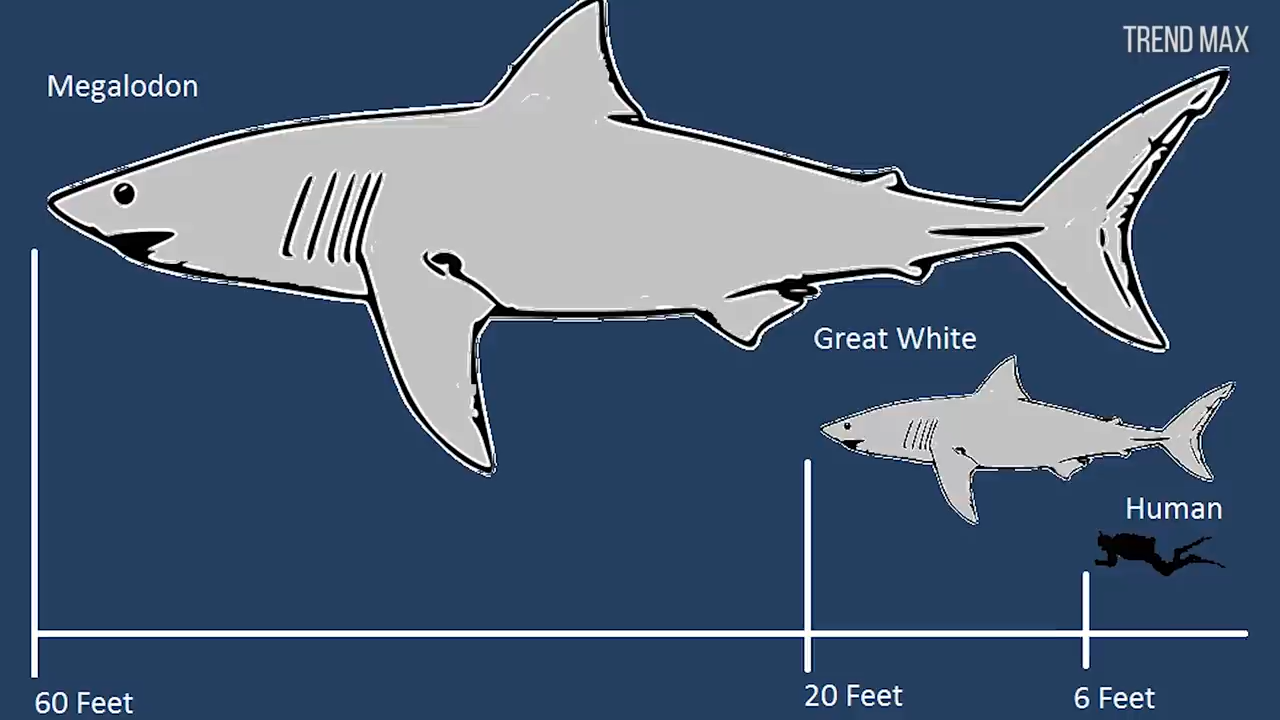 TREND MAX
Megalodon
Great White
Human
60 Feet
20 Feet
6 Feet